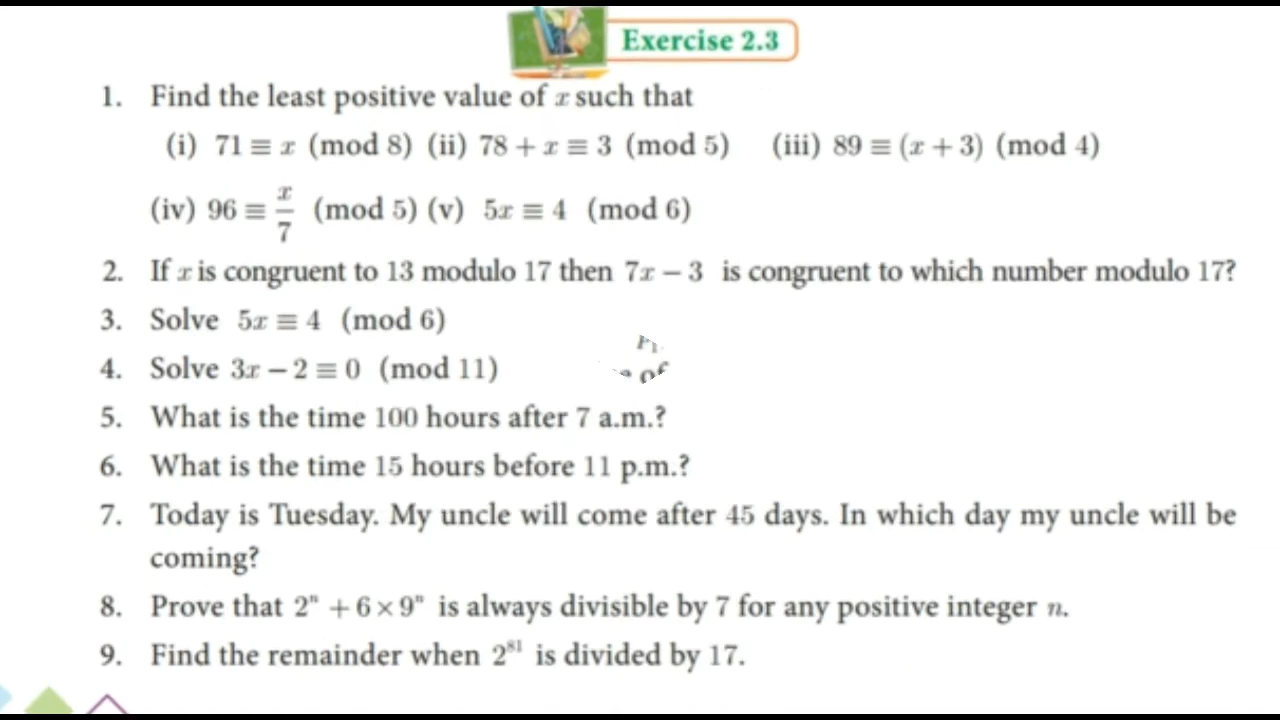 Exercise 2.3
1. Find the least positive value of x such that
(i) 71 ≡ x (mod 8) (ii) 78 + x ≡ 3 (mod 5) (iii) 89 ≡ (x + 3) (mod 4)
(iv) 96 ≡ x/7 (mod 5) (v) 5x ≡ 4 (mod 6)
2. If x is congruent to 13 modulo 17 then 7x − 3 is congruent to which number modulo 17?
3. Solve 5x ≡ 4 (mod 6)
4. Solve 3x − 2 ≡ 0 (mod 11)
of
5. What is the time 100 hours after 7 a.m.?
6. What is the time 15 hours before 11 p.m.?
7. Today is Tuesday. My uncle will come after 45 days. In which day my uncle will be
coming?
8. Prove that 2ⁿ + 6 × 9ⁿ is always divisible by 7 for any positive integer n.
9. Find the remainder when 2⁸¹ is divided by 17.